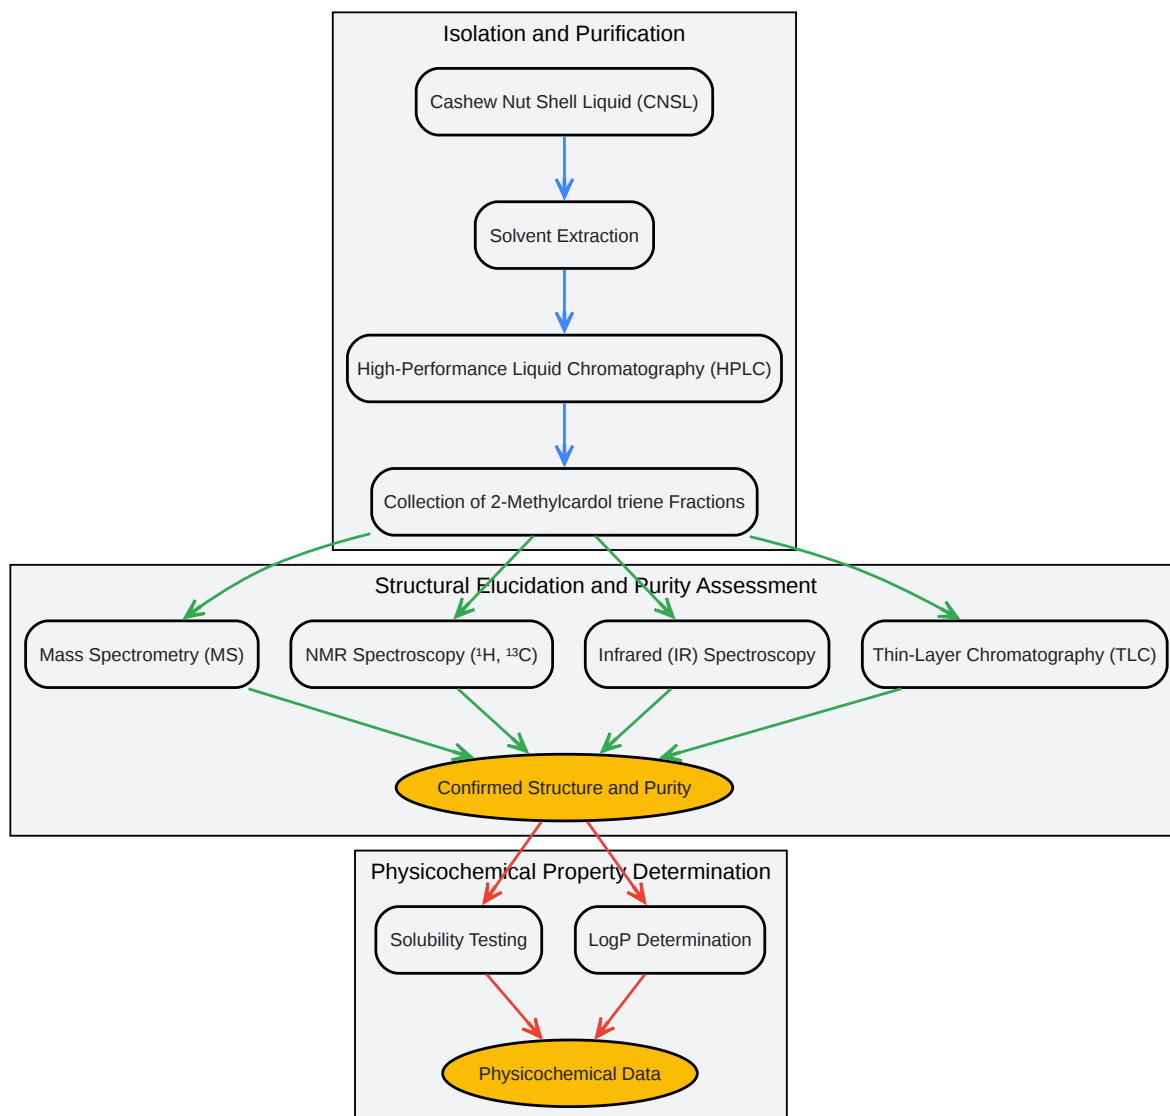 Isolation and Purification
Cashew Nut Shell Liquid (CNSL)
Solvent Extraction
High-Performance Liquid Chromatography (HPLC)
Collection of 2-Methylcardol triene Fractions
Structural Elucidation and Purity Assessment
Mass Spectrometry (MS)
NMR Spectroscopy (¹H, ¹³C)
Infrared (IR) Spectroscopy
Thin-Layer Chromatography (TLC)
Confirmed Structure and Purity
Physicochemical Property Determination
Solubility Testing
LogP Determination
Physicochemical Data